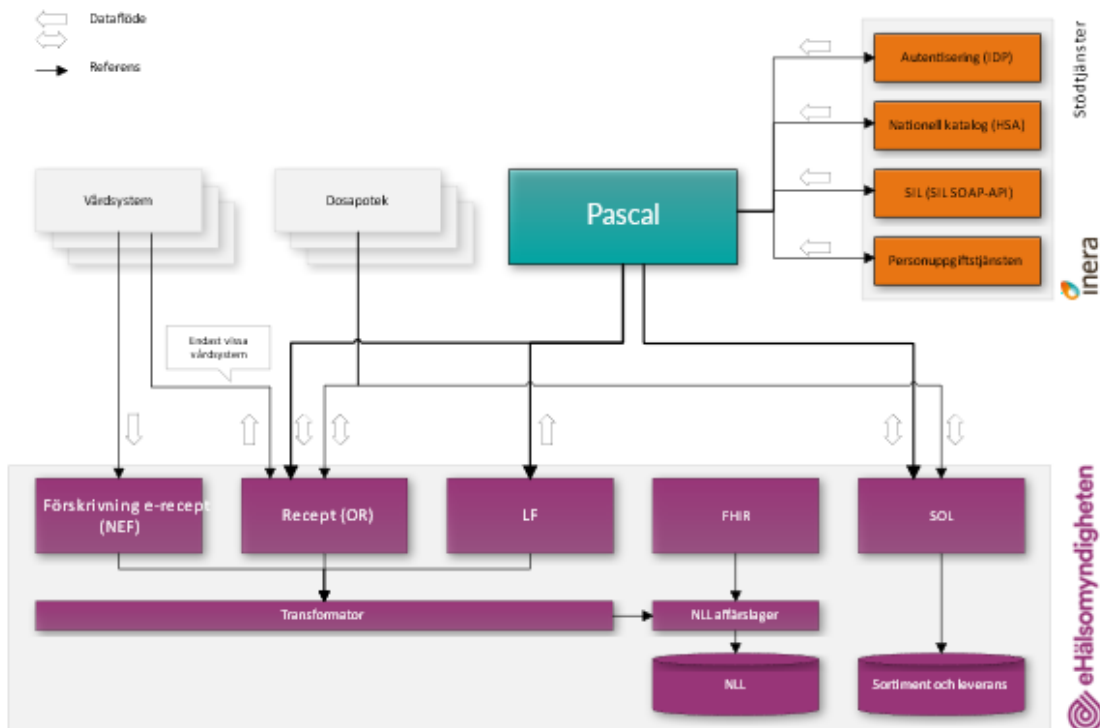 Dataflöde
Referens
Autentisering (IDP)
Nationell katalog (HSA)
SIL (SIL SOAP-API)
Personuppgiftstjänsten
Stödtjänster
inera
Vårdsystem
Dosapotek
Pascal
Endast vissa
vårdsystem
Förskrivning e-recept
(NEF)
Recept (OR)
LF
FHIR
SOL
Transformator
NLL affärslager
NLL
Sortiment och leverans
eHälsomyndigheten